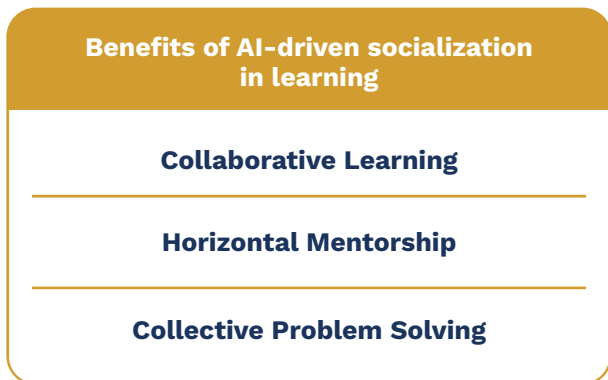 Benefits of AI-driven socialization
in learning
Collaborative Learning
Horizontal Mentorship
Collective Problem Solving